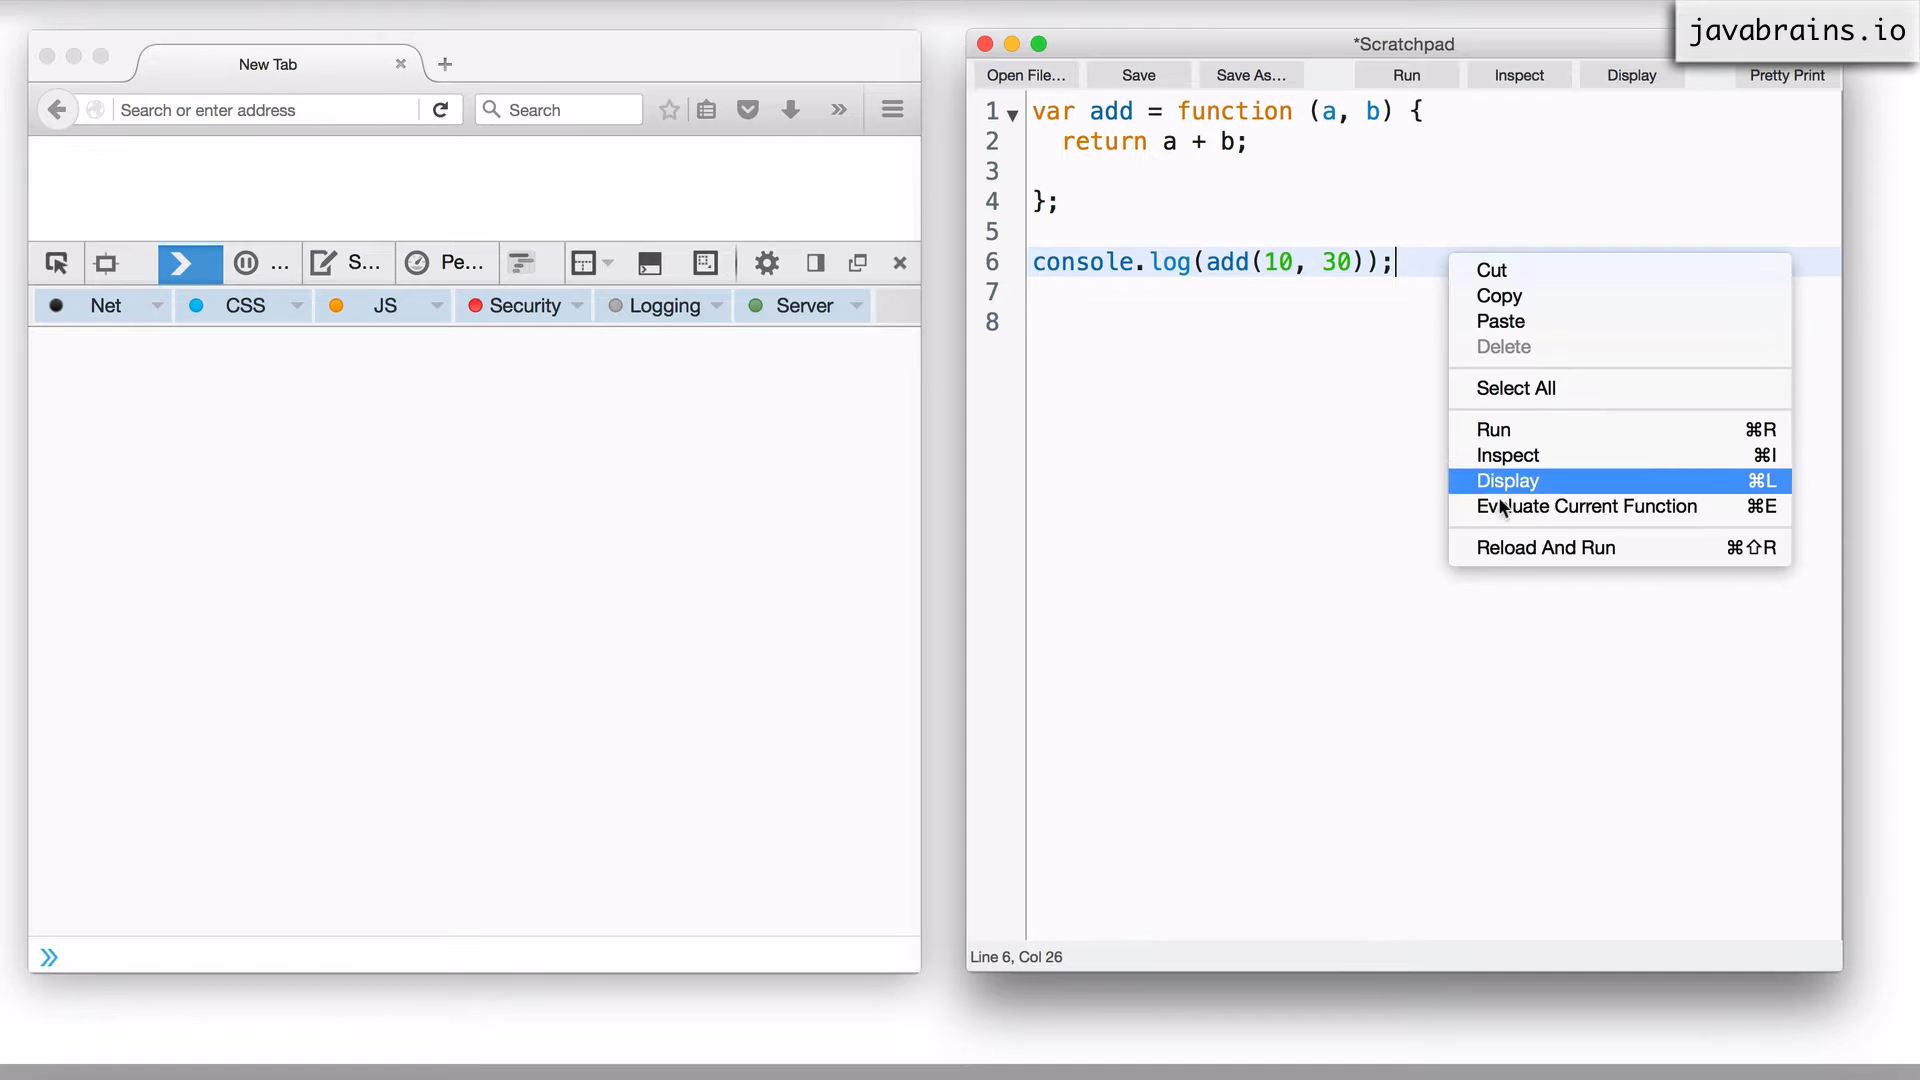 javabrains.io
New Tab
Search or enter address
Search
... S... Pe...
Net CSS JS Security Logging Server
*Scratchpad
Open File... Save Save As... Run Inspect Display Pretty Print
1 var add = function (a, b) {
2 return a + b;
3
4 };
5
6 console.log(add(10, 30));
7
8
Cut
Copy
Paste
Delete
Select All
Run ⌘R
Inspect ⌘I
Display ⌘L
Evaluate Current Function ⌘E
Reload And Run ⌘⇧R
Line 6, Col 26